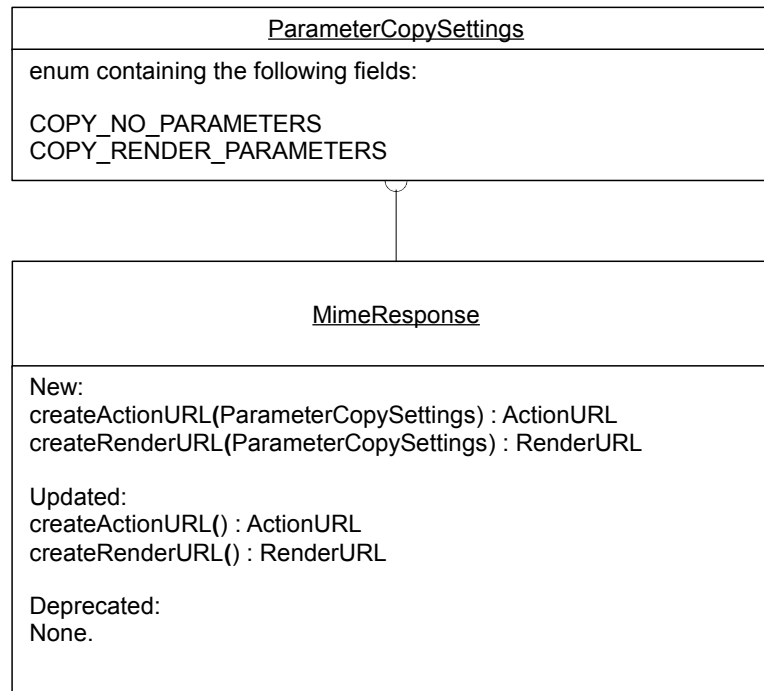 ParameterCopySettings
enum containing the following fields:
COPY_NO_PARAMETERS
COPY_RENDER_PARAMETERS
MimeResponse
New:
createActionURL(ParameterCopySettings) : ActionURL
createRenderURL(ParameterCopySettings) : RenderURL
Updated:
createActionURL() : ActionURL
createRenderURL() : RenderURL
Deprecated:
None.